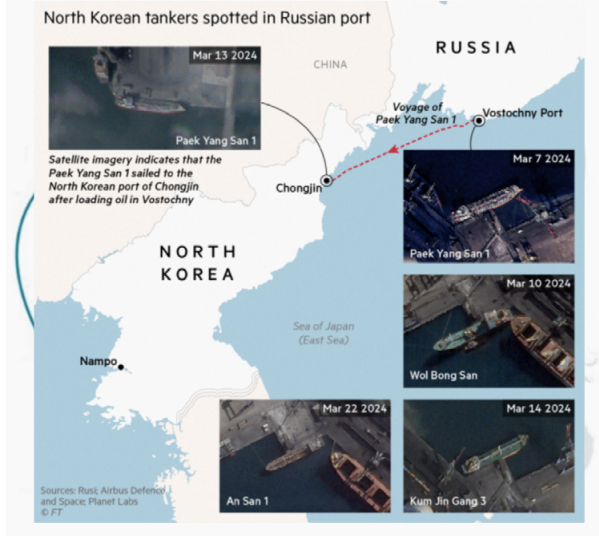 North Korean tankers spotted in Russian port
Mar 13 2024
Paek Yang San 1
Satellite imagery indicates that the
Paek Yang San 1 sailed to the
North Korean port of Chongjin
after loading oil in Vostochny
CHINA
RUSSIA
Voyage of
Paek Yang San 1
Vostochny Port
Chongjin
Mar 7 2024
Paek Yang San 1
NORTH
KOREA
Mar 10 2024
Wol Bong San
Sea of Japan
(East Sea)
Nampo
Mar 22 2024
An San 1
Mar 14 2024
Kum Jin Gang 3
Sources: Rusi; Airbus Defence
and Space; Planet Labs
© FT